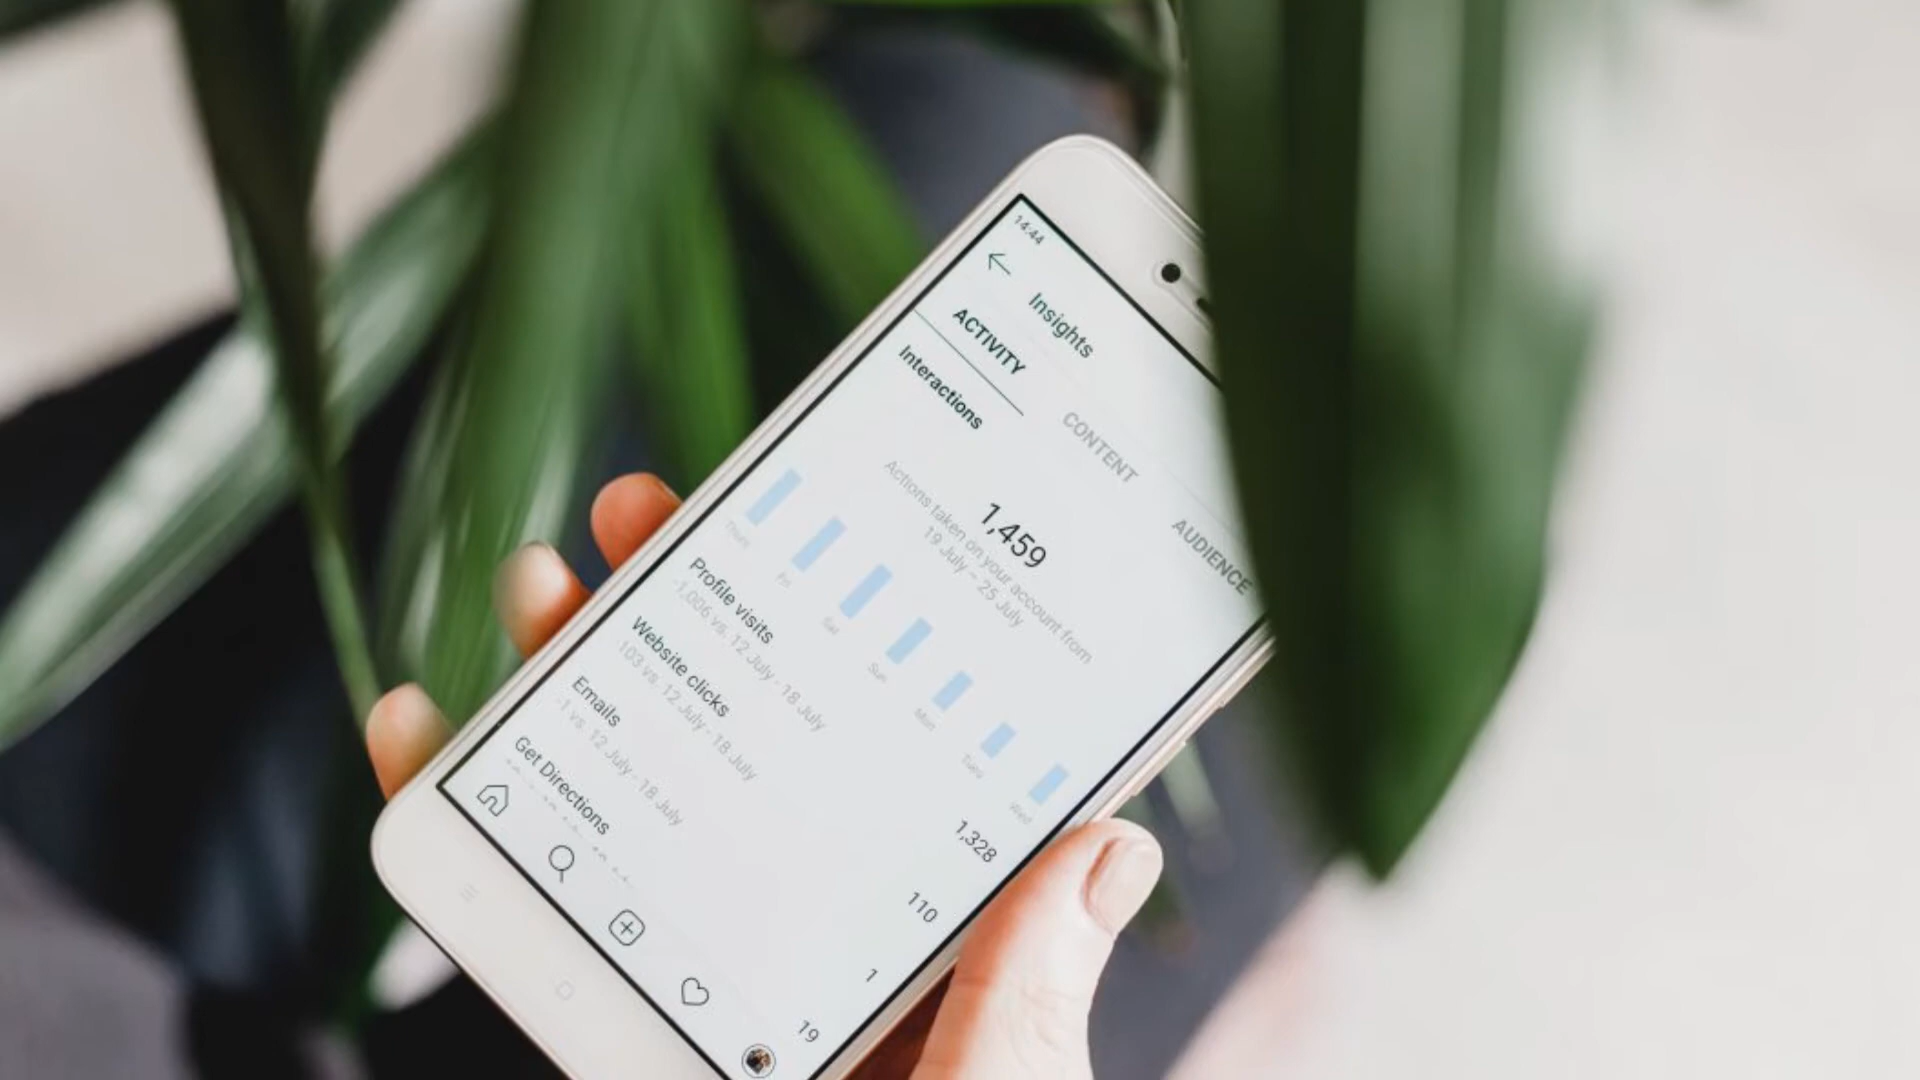 14:44
Insights
ACTIVITY
CONTENT
AUDIENCE
Interactions
1,459
Actions taken on your account from
19 July – 25 July
Thurs
Fri
Sat
Sun
Mon
Tues
Wed
Profile visits
1,328
-1,006 vs. 12 July - 18 July
Website clicks
110
103 vs. 12 July - 18 July
Emails
1
-1 vs. 12 July - 18 July
Get Directions
19